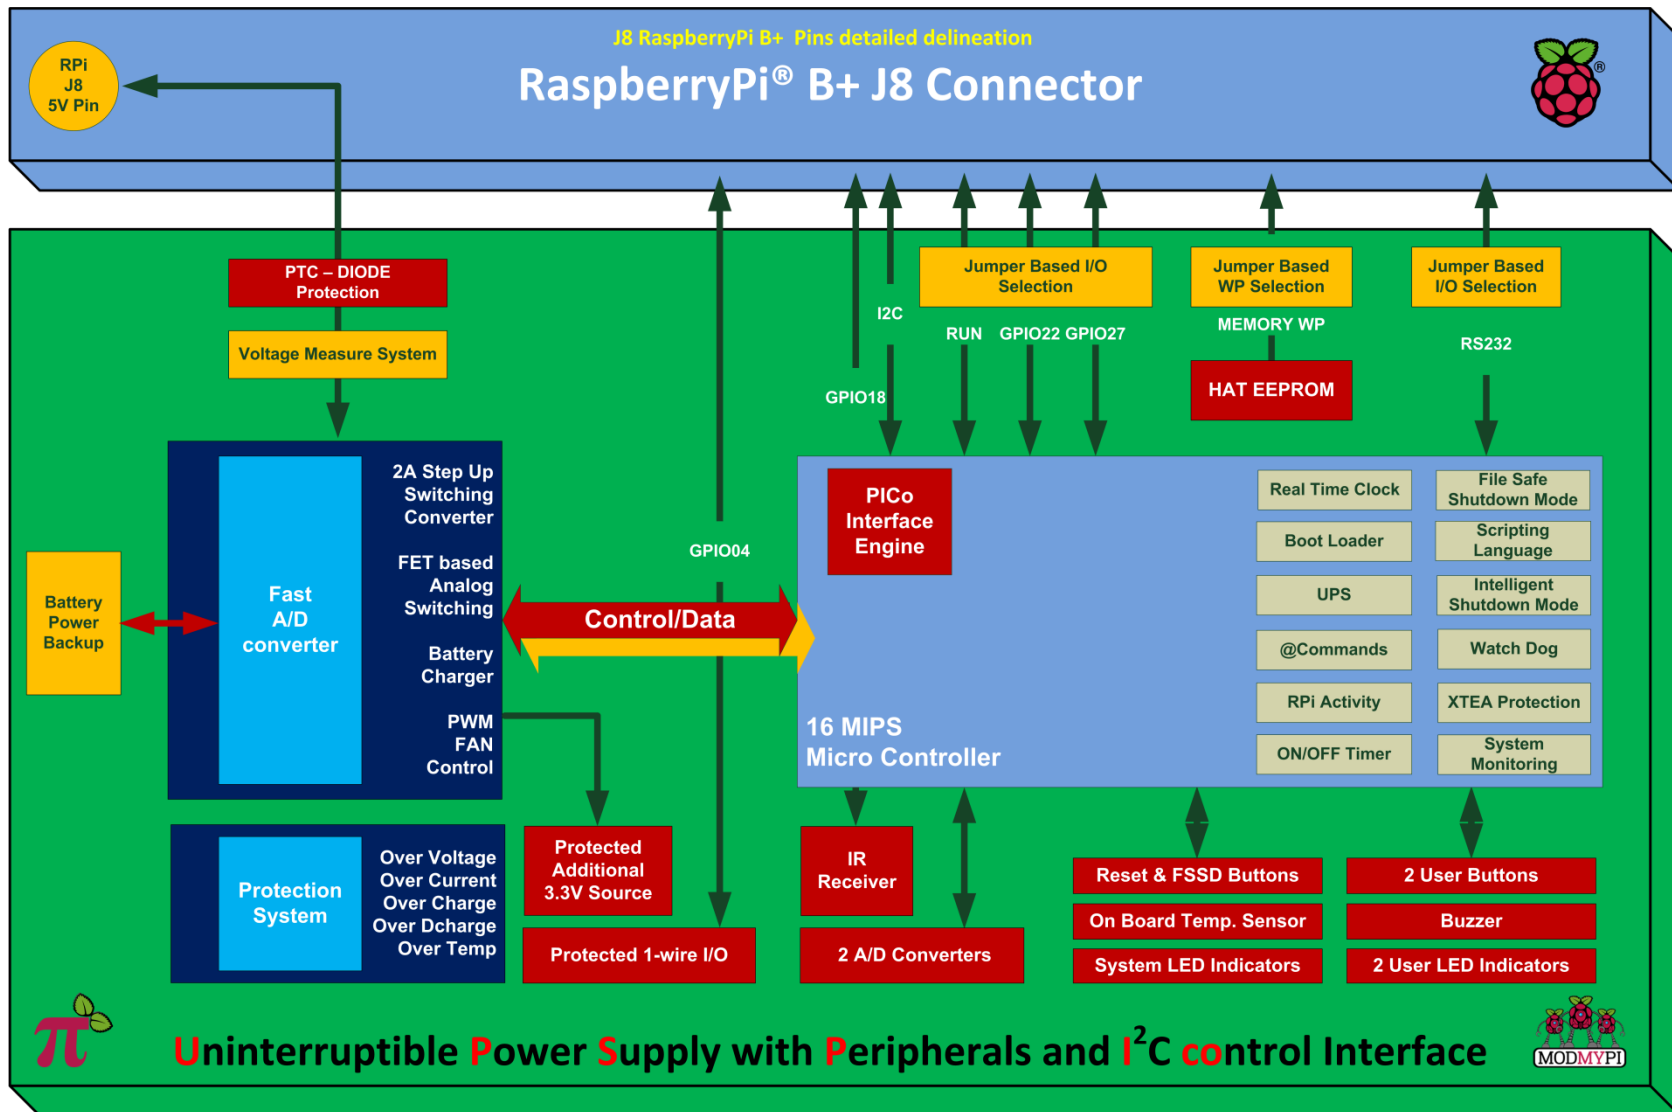 J8 RaspberryPi B+  Pins detailed delineation
RaspberryPi® B+ J8 Connector
RPi
J8
5V Pin
®
PTC – DIODE
Protection
Voltage Measure System
Jumper Based I/O
Selection
Jumper Based
WP Selection
Jumper Based
I/O Selection
I2C
RUN
GPIO22
GPIO27
MEMORY WP
RS232
GPIO18
HAT EEPROM
2A Step Up
Switching
Converter
FET based
Analog
Switching
Battery
Charger
PWM
FAN
Control
Fast
A/D
converter
Battery
Power
Backup
GPIO04
Control/Data
PICo
Interface
Engine
16 MIPS
Micro Controller
Real Time Clock
Boot Loader
UPS
@Commands
RPi Activity
ON/OFF Timer
File Safe
Shutdown Mode
Scripting
Language
Intelligent
Shutdown Mode
Watch Dog
XTEA Protection
System
Monitoring
Protection
System
Over Voltage
Over Current
Over Charge
Over Dcharge
Over Temp
Protected
Additional
3.3V Source
Protected 1-wire I/O
IR
Receiver
2 A/D Converters
Reset & FSSD Buttons
On Board Temp. Sensor
System LED Indicators
2 User Buttons
Buzzer
2 User LED Indicators
π
Uninterruptible Power Supply with Peripherals and I²C control Interface
MODMYPI